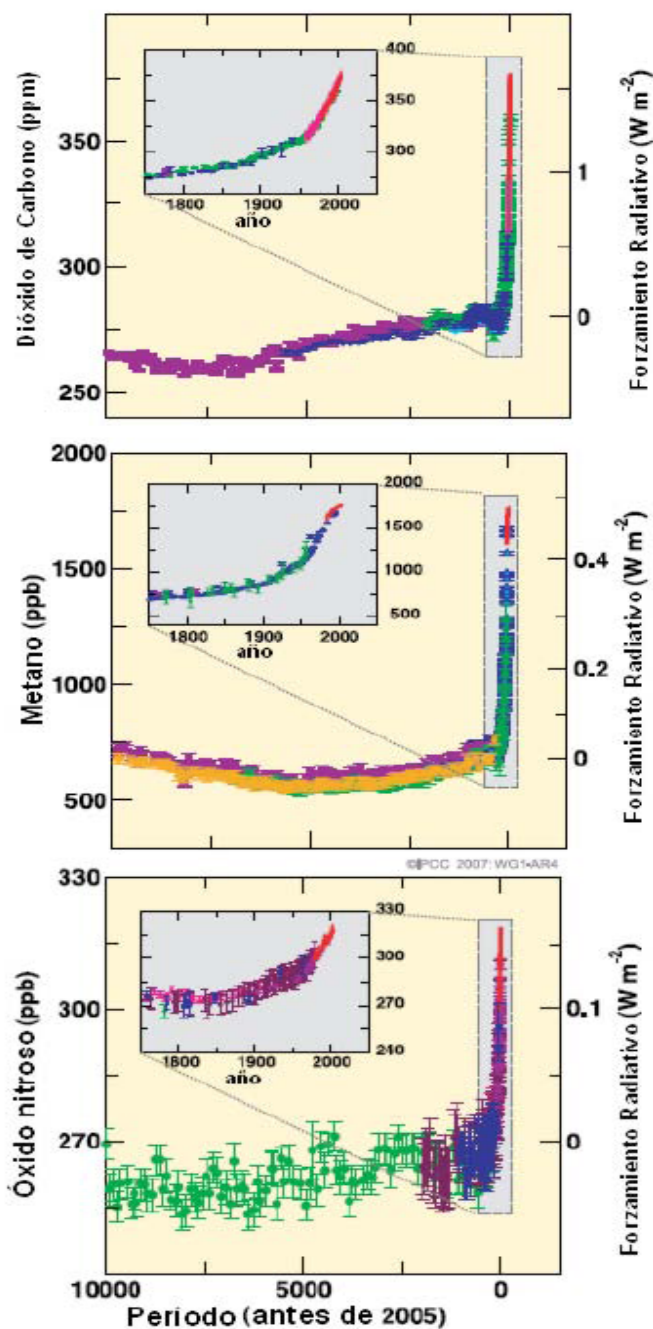 Dióxido de Carbono (ppm)
350
300
250
400
350
300
1800 1900 2000
año
1
0
Forzamiento Radiativo (W m-2)
Metano (ppb)
2000
1500
1000
500
2000
1500
1000
500
1800 1900 2000
año
0.4
0.2
0
Forzamiento Radiativo (W m-2)
©IPCC 2007: WG1-AR4
Óxido nitroso (ppb)
330
300
270
330
300
270
240
1800 1900 2000
año
0.1
0
Forzamiento Radiativo (W m-2)
10000 5000 0
Período (antes de 2005)